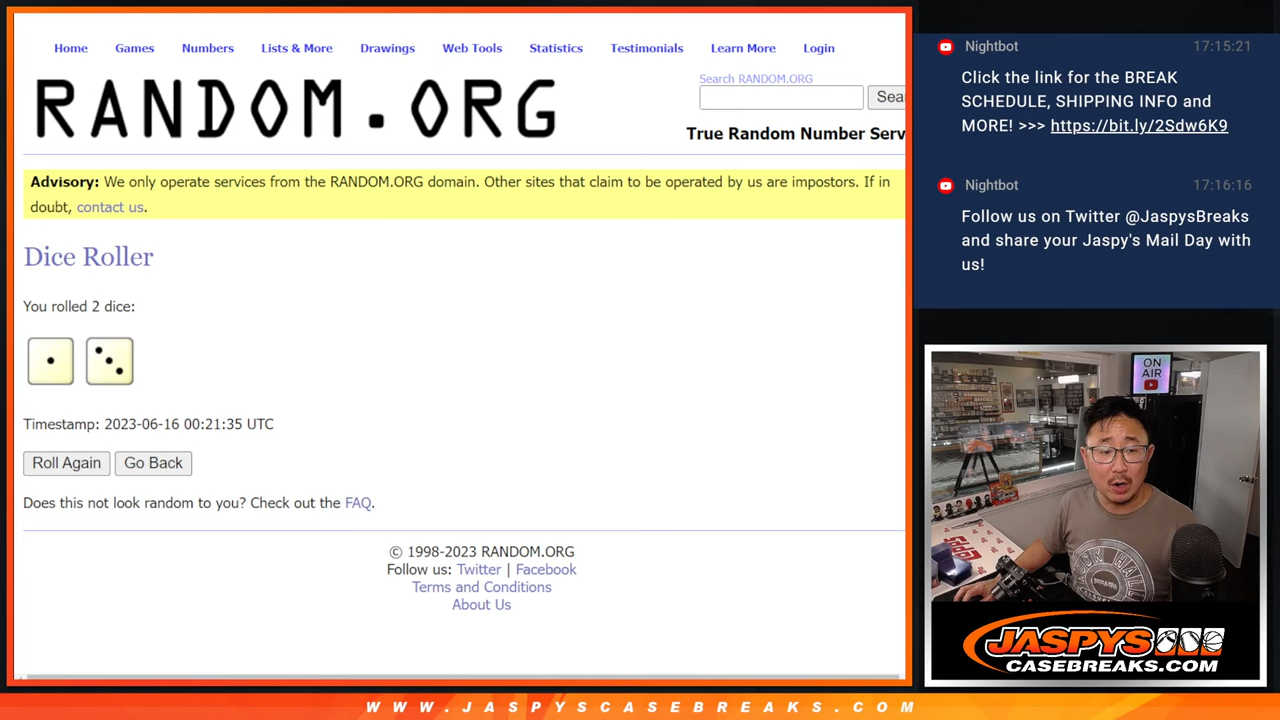 Home Games Numbers Lists & More Drawings Web Tools Statistics Testimonials Learn More Login
RANDOM.ORG
Search RANDOM.ORG
Sea
True Random Number Serv
Advisory: We only operate services from the RANDOM.ORG domain. Other sites that claim to be operated by us are impostors. If in
doubt, contact us.
Dice Roller
You rolled 2 dice:
Timestamp: 2023-06-16 00:21:35 UTC
Roll Again Go Back
Does this not look random to you? Check out the FAQ.
© 1998-2023 RANDOM.ORG
Follow us: Twitter | Facebook
Terms and Conditions
About Us
Nightbot 17:15:21
Click the link for the BREAK
SCHEDULE, SHIPPING INFO and
MORE! >>> https://bit.ly/2Sdw6K9
Nightbot 17:16:16
Follow us on Twitter @JaspysBreaks
and share your Jaspy's Mail Day with
us!
ON
AIR
JASPYS
CASEBREAKS.COM
WWW.JASPYSCASEBREAKS.COM